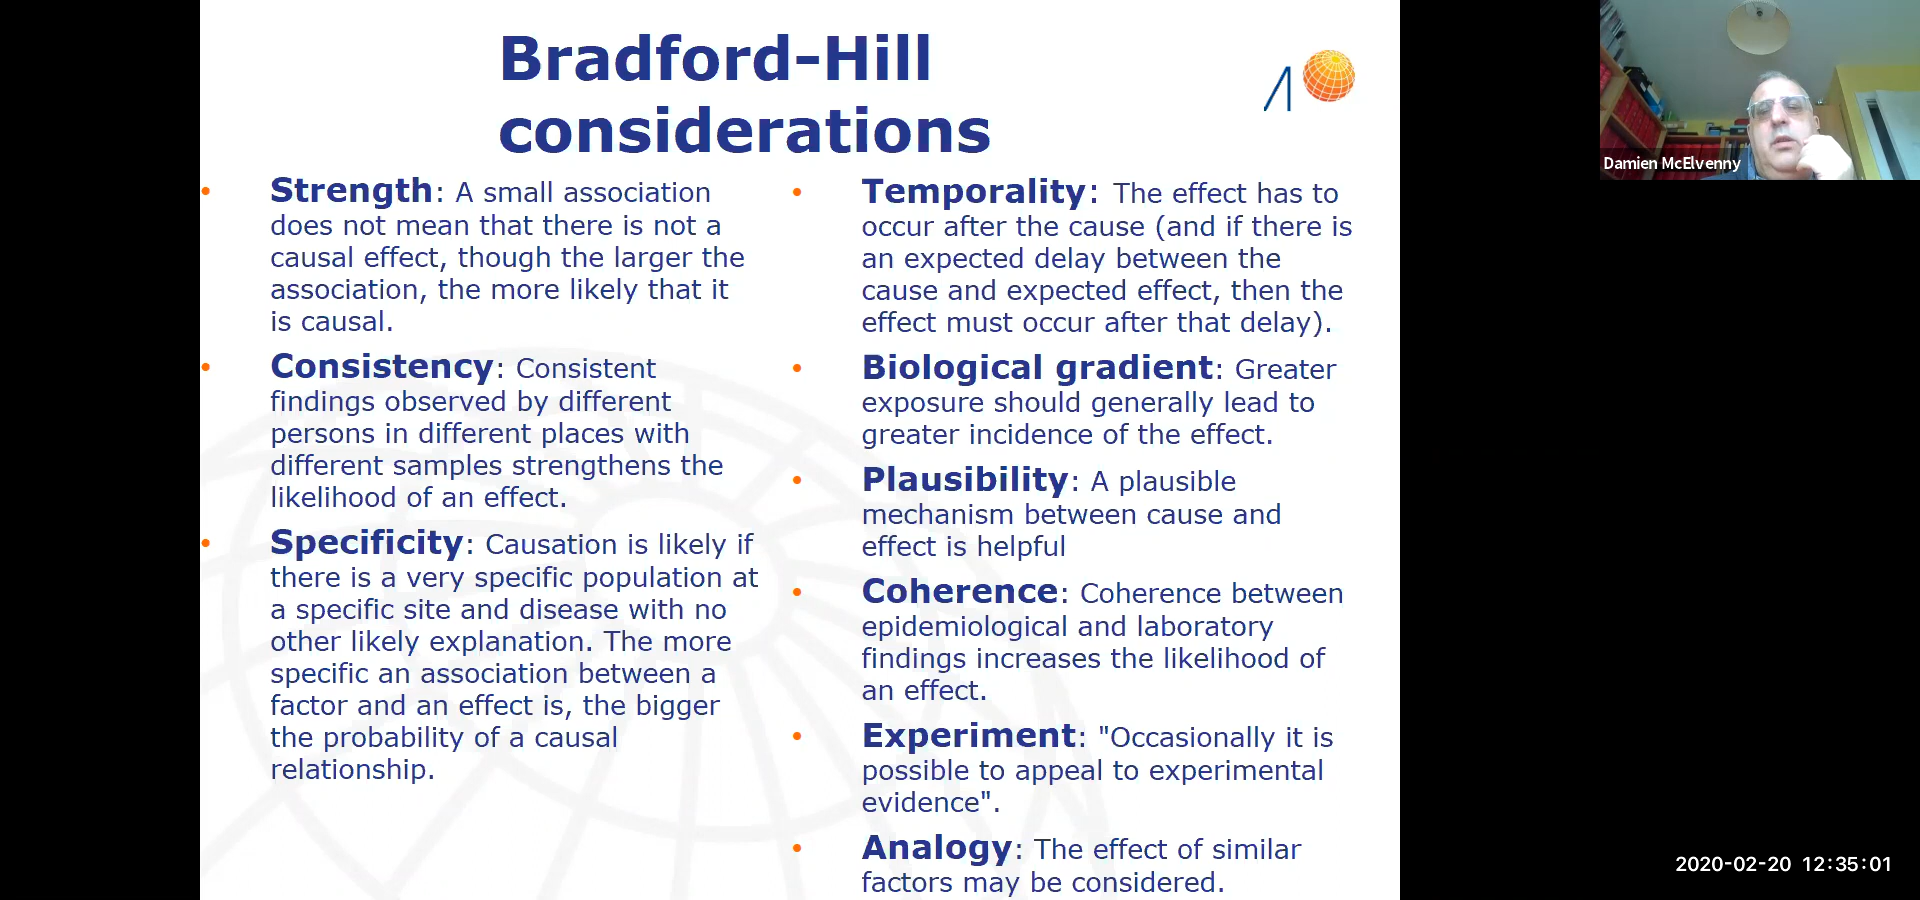 Bradford-Hill
considerations
• Strength: A small association
does not mean that there is not a
causal effect, though the larger the
association, the more likely that it
is causal.
• Consistency: Consistent
findings observed by different
persons in different places with
different samples strengthens the
likelihood of an effect.
• Specificity: Causation is likely if
there is a very specific population at
a specific site and disease with no
other likely explanation. The more
specific an association between a
factor and an effect is, the bigger
the probability of a causal
relationship.
• Temporality: The effect has to
occur after the cause (and if there is
an expected delay between the
cause and expected effect, then the
effect must occur after that delay).
• Biological gradient: Greater
exposure should generally lead to
greater incidence of the effect.
• Plausibility: A plausible
mechanism between cause and
effect is helpful
• Coherence: Coherence between
epidemiological and laboratory
findings increases the likelihood of
an effect.
• Experiment: "Occasionally it is
possible to appeal to experimental
evidence".
• Analogy: The effect of similar
factors may be considered.
Damien McElvenny
2020-02-20 12:35:01